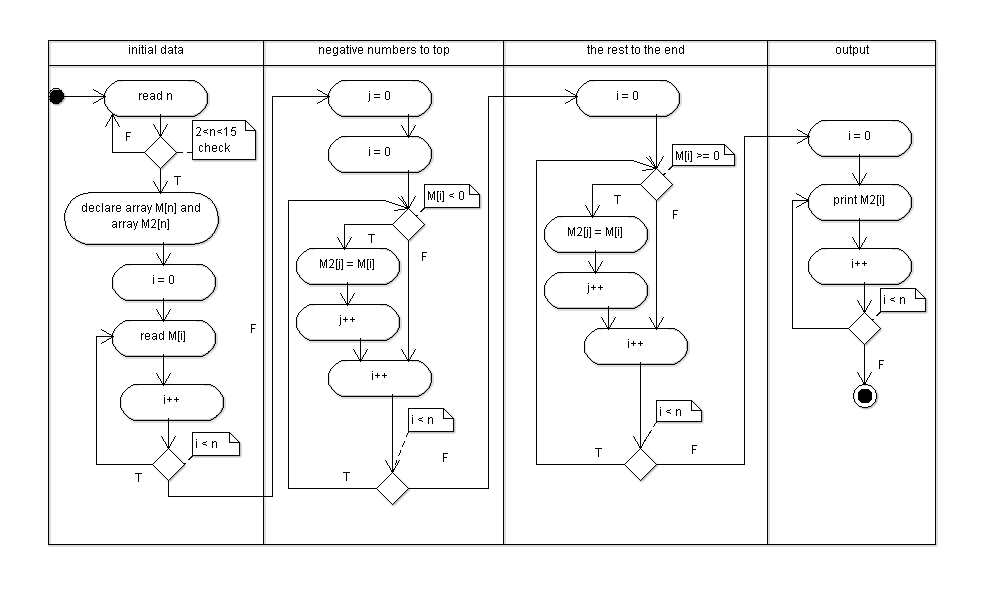 initial data
negative numbers to top
the rest to the end
output
read n
F
2<n<15
check
T
declare array M[n] and
array M2[n]
i = 0
read M[i]
F
i++
i < n
T
j = 0
i = 0
M[i] < 0
T
F
M2[j] = M[i]
j++
i++
i < n
F
T
i = 0
M[i] >= 0
T
F
M2[j] = M[i]
j++
i++
i < n
T
F
i = 0
print M2[i]
i++
i < n
F